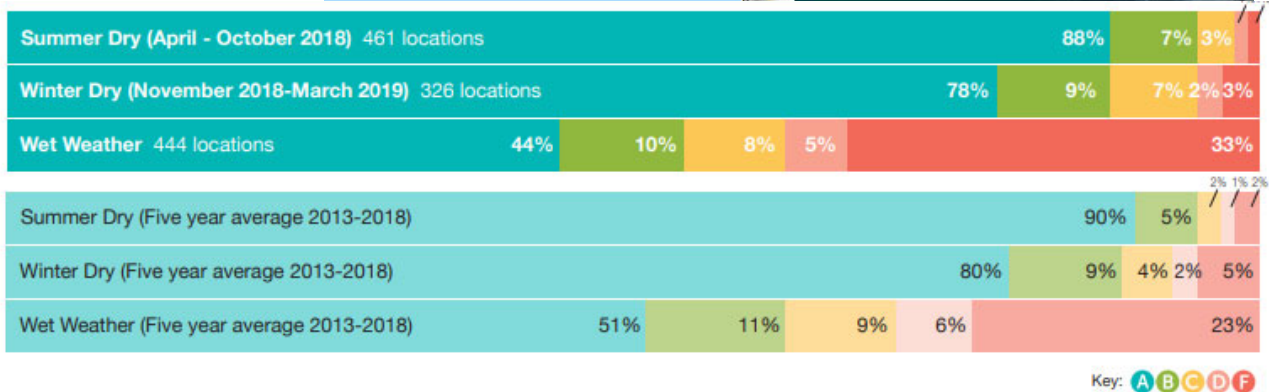 Summer Dry (April - October 2018) 461 locations 88% 7% 3%
Winter Dry (November 2018-March 2019) 326 locations 78% 9% 7% 2% 3%
Wet Weather 444 locations 44% 10% 8% 5% 33%
2% 1% 2%
Summer Dry (Five year average 2013-2018) 90% 5%
Winter Dry (Five year average 2013-2018) 80% 9% 4% 2% 5%
Wet Weather (Five year average 2013-2018) 51% 11% 9% 6% 23%
Key: A B C D F